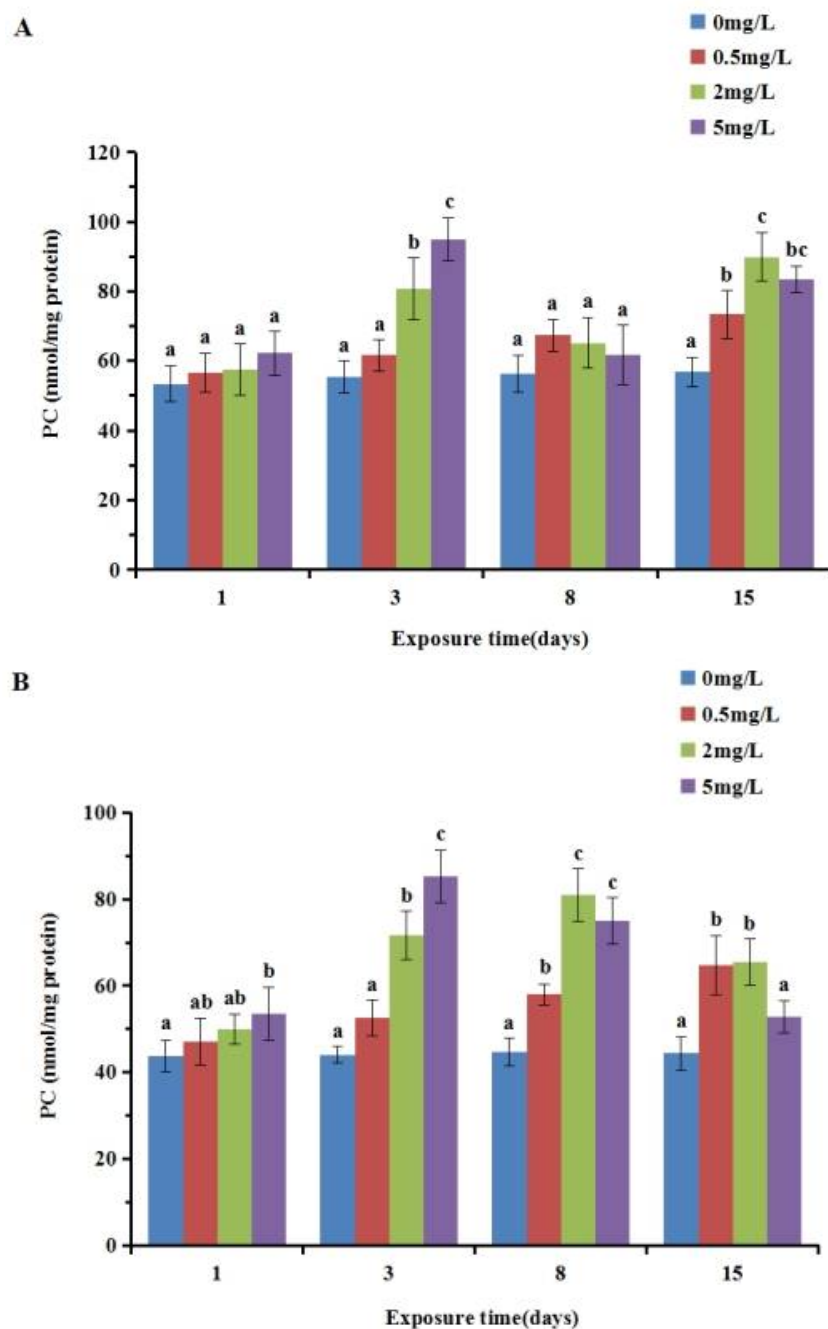 A
0mg/L
0.5mg/L
2mg/L
5mg/L
120
100
80
60
40
20
0
PC (nmol/mg protein)
a a a a
a a b c
a a a a
a b c bc
1 3 8 15
Exposure time(days)
B
0mg/L
0.5mg/L
2mg/L
5mg/L
100
80
60
40
20
0
PC (nmol/mg protein)
a ab ab b
a a b c
a b c c
a b b a
1 3 8 15
Exposure time(days)